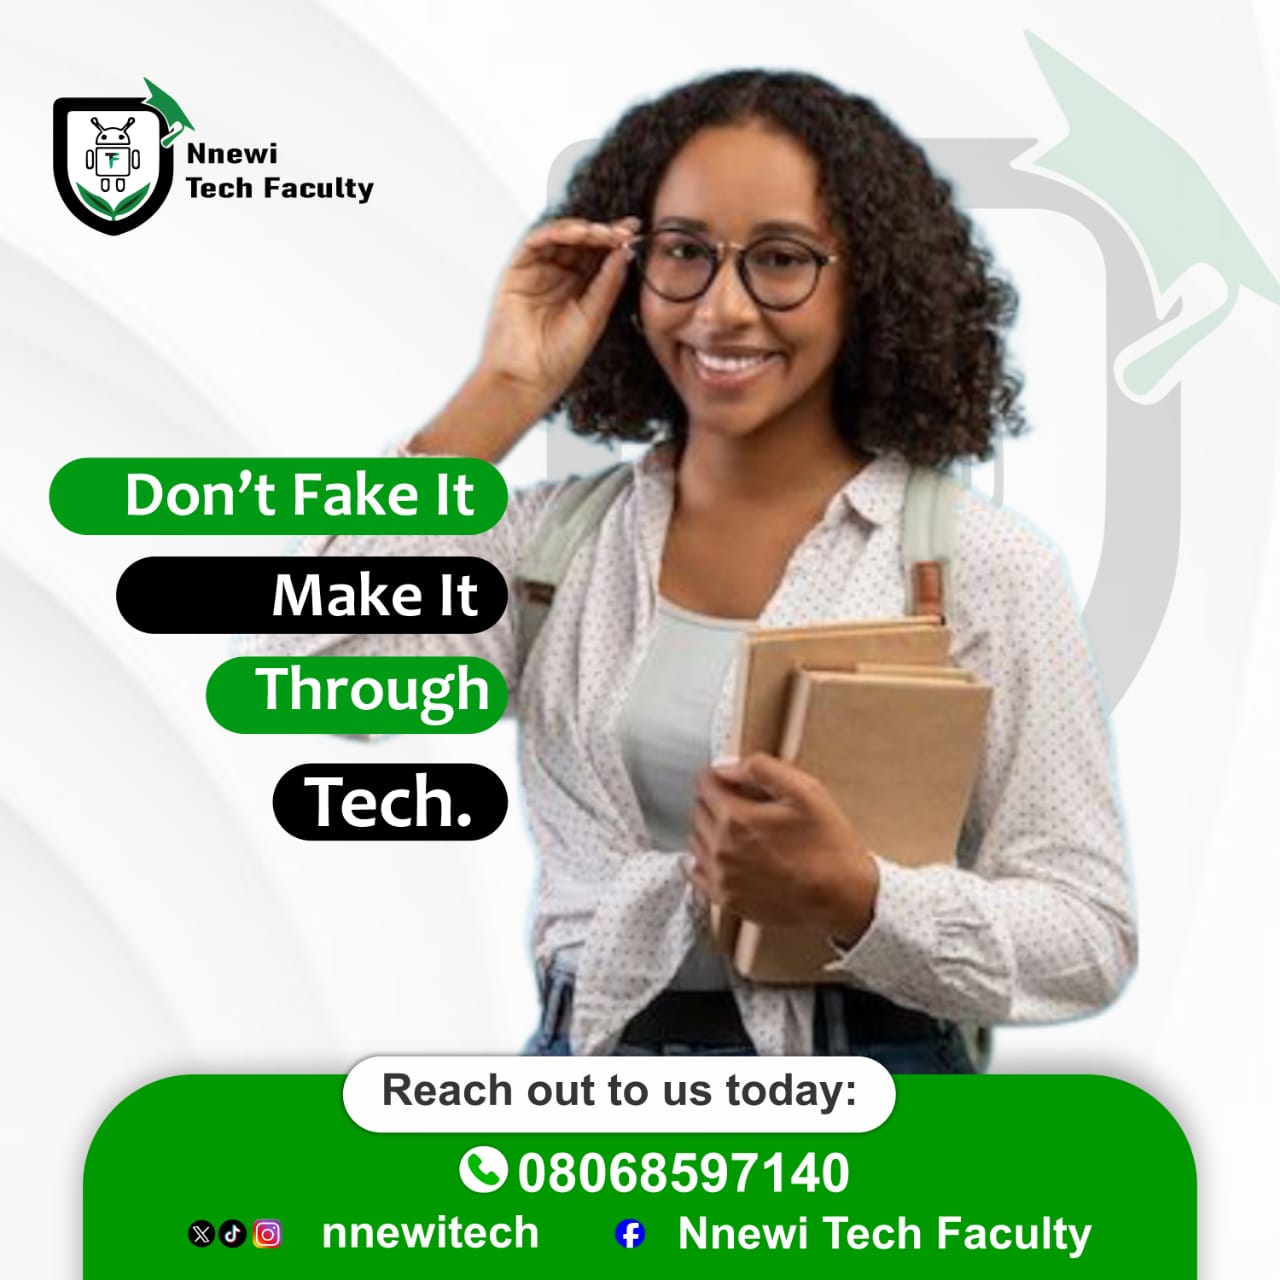 Nnewi
Tech Faculty
Don't Fake It
Make It
Through
Tech.
Reach out to us today:
08068597140
nnewitech
Nnewi Tech Faculty